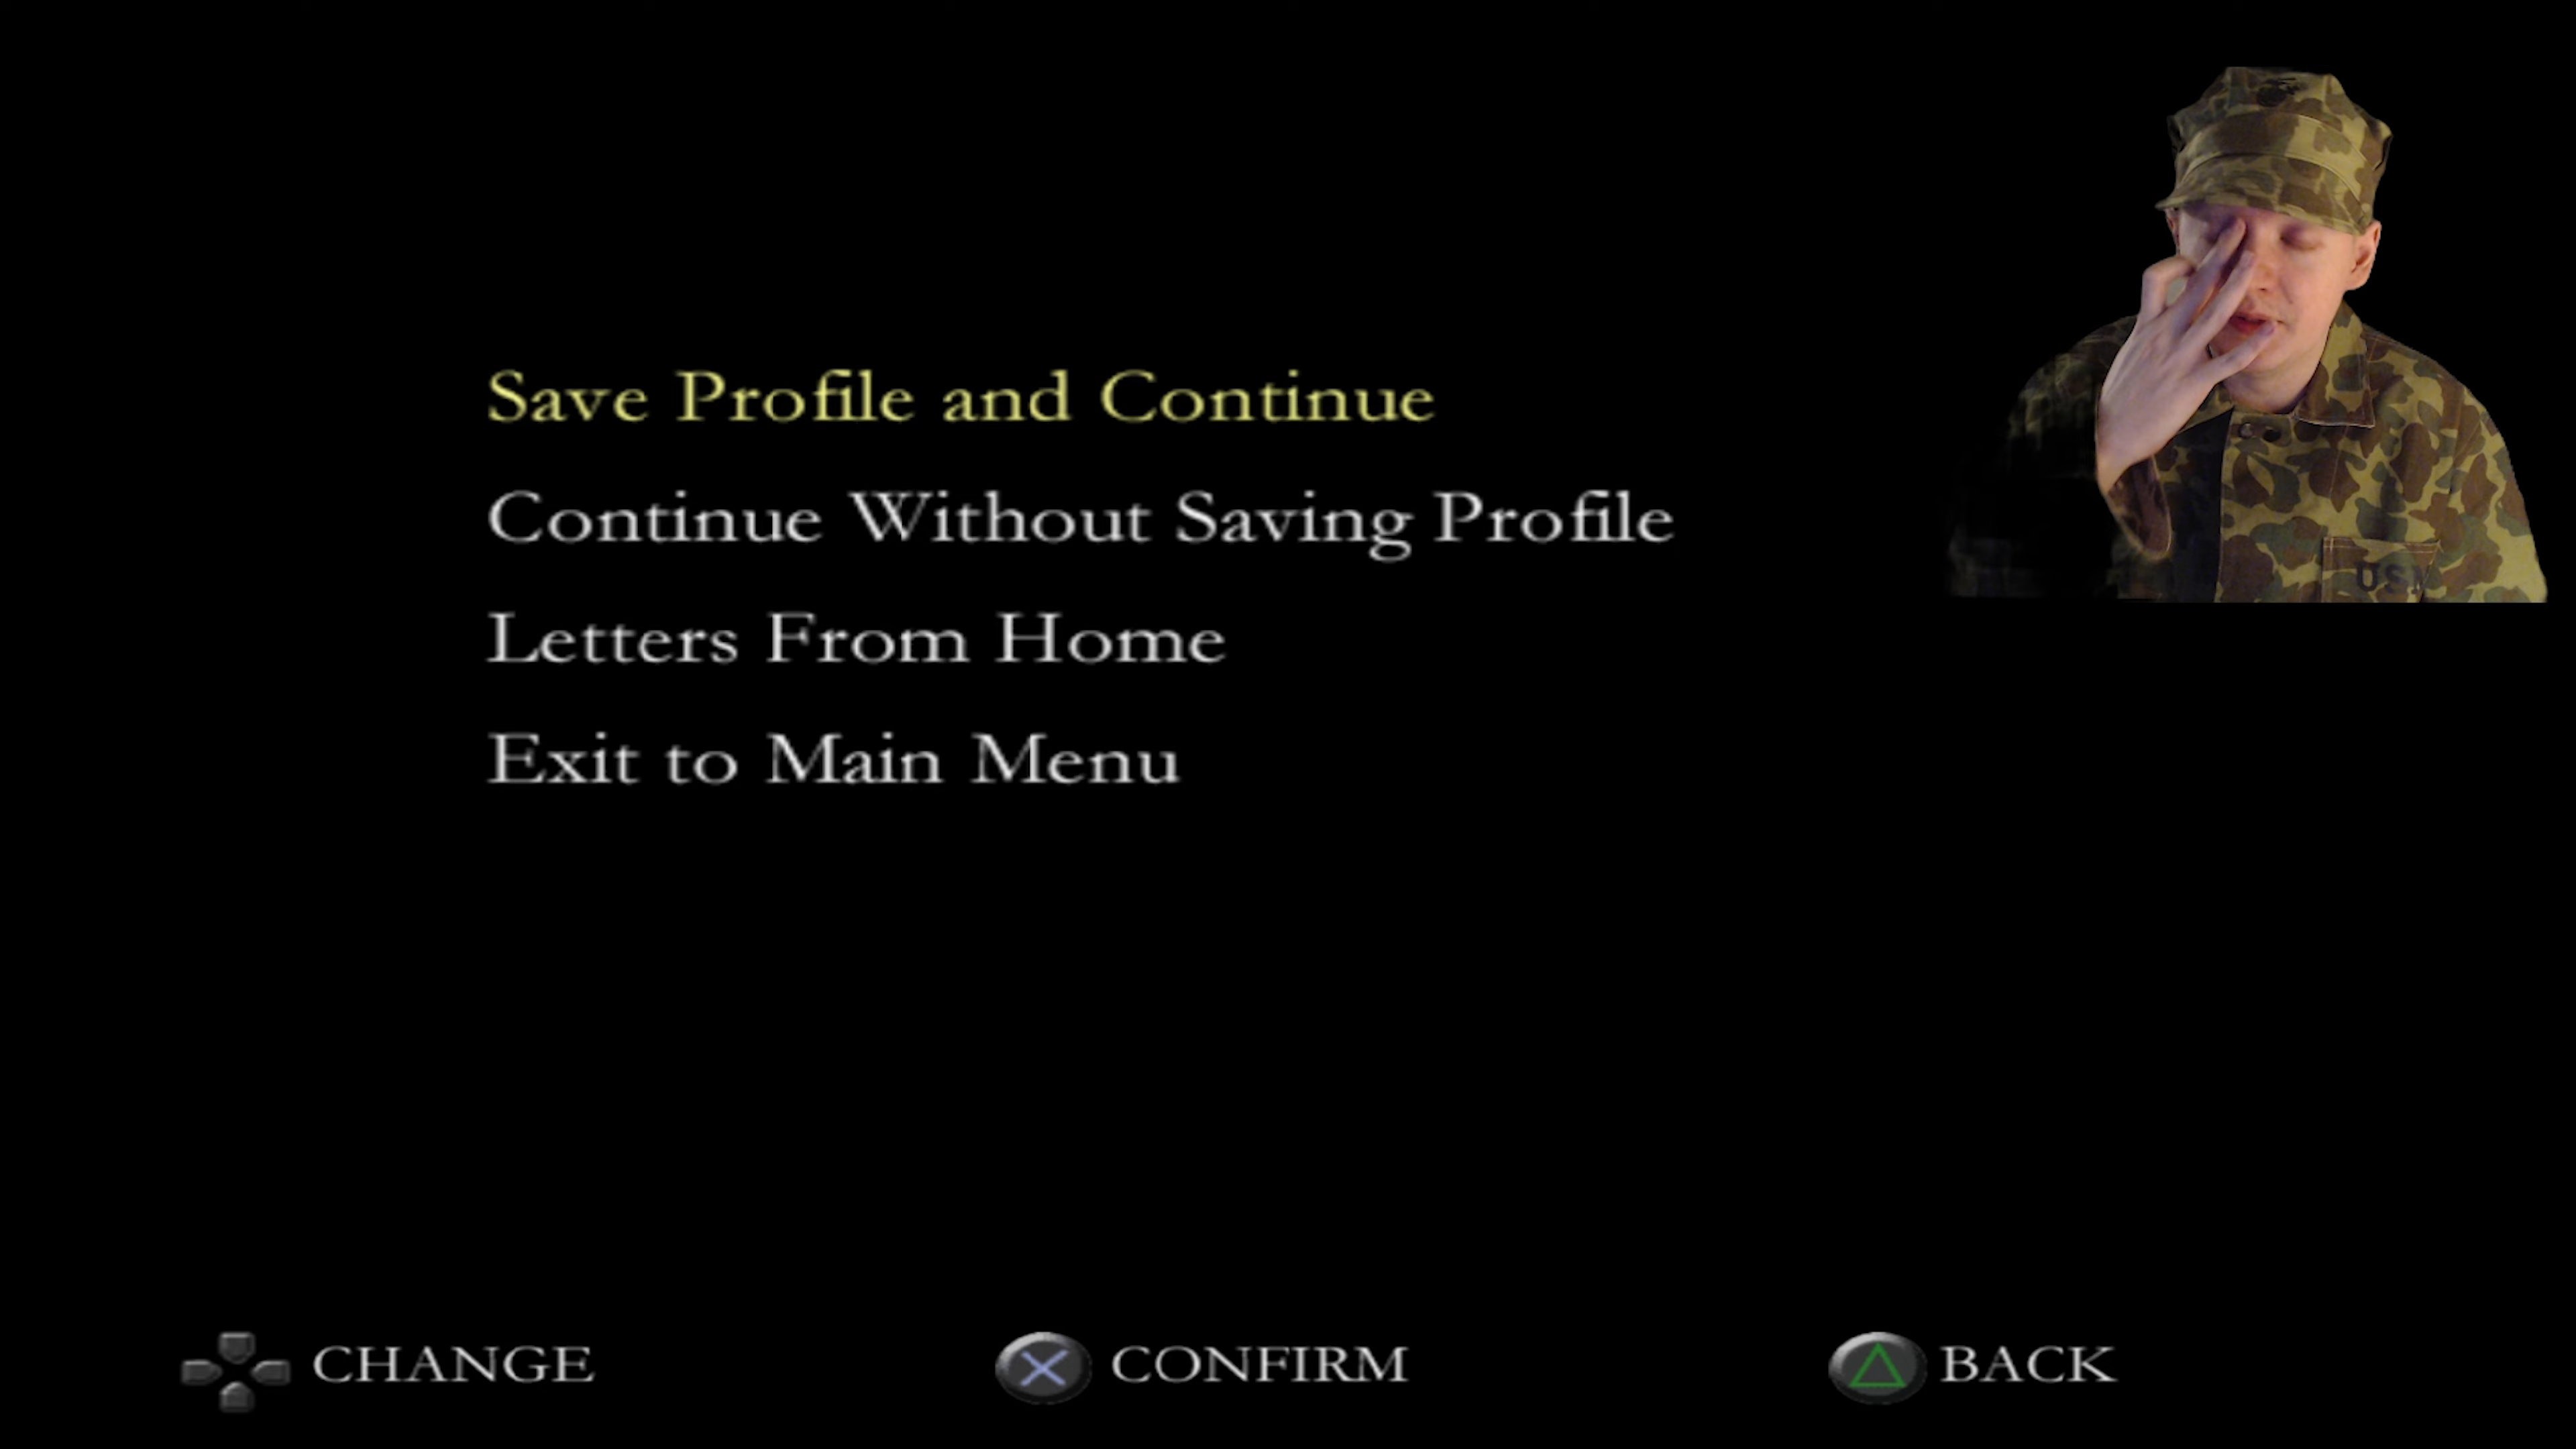 Save Profile and Continue
Continue Without Saving Profile
Letters From Home
Exit to Main Menu
CHANGE
CONFIRM
BACK